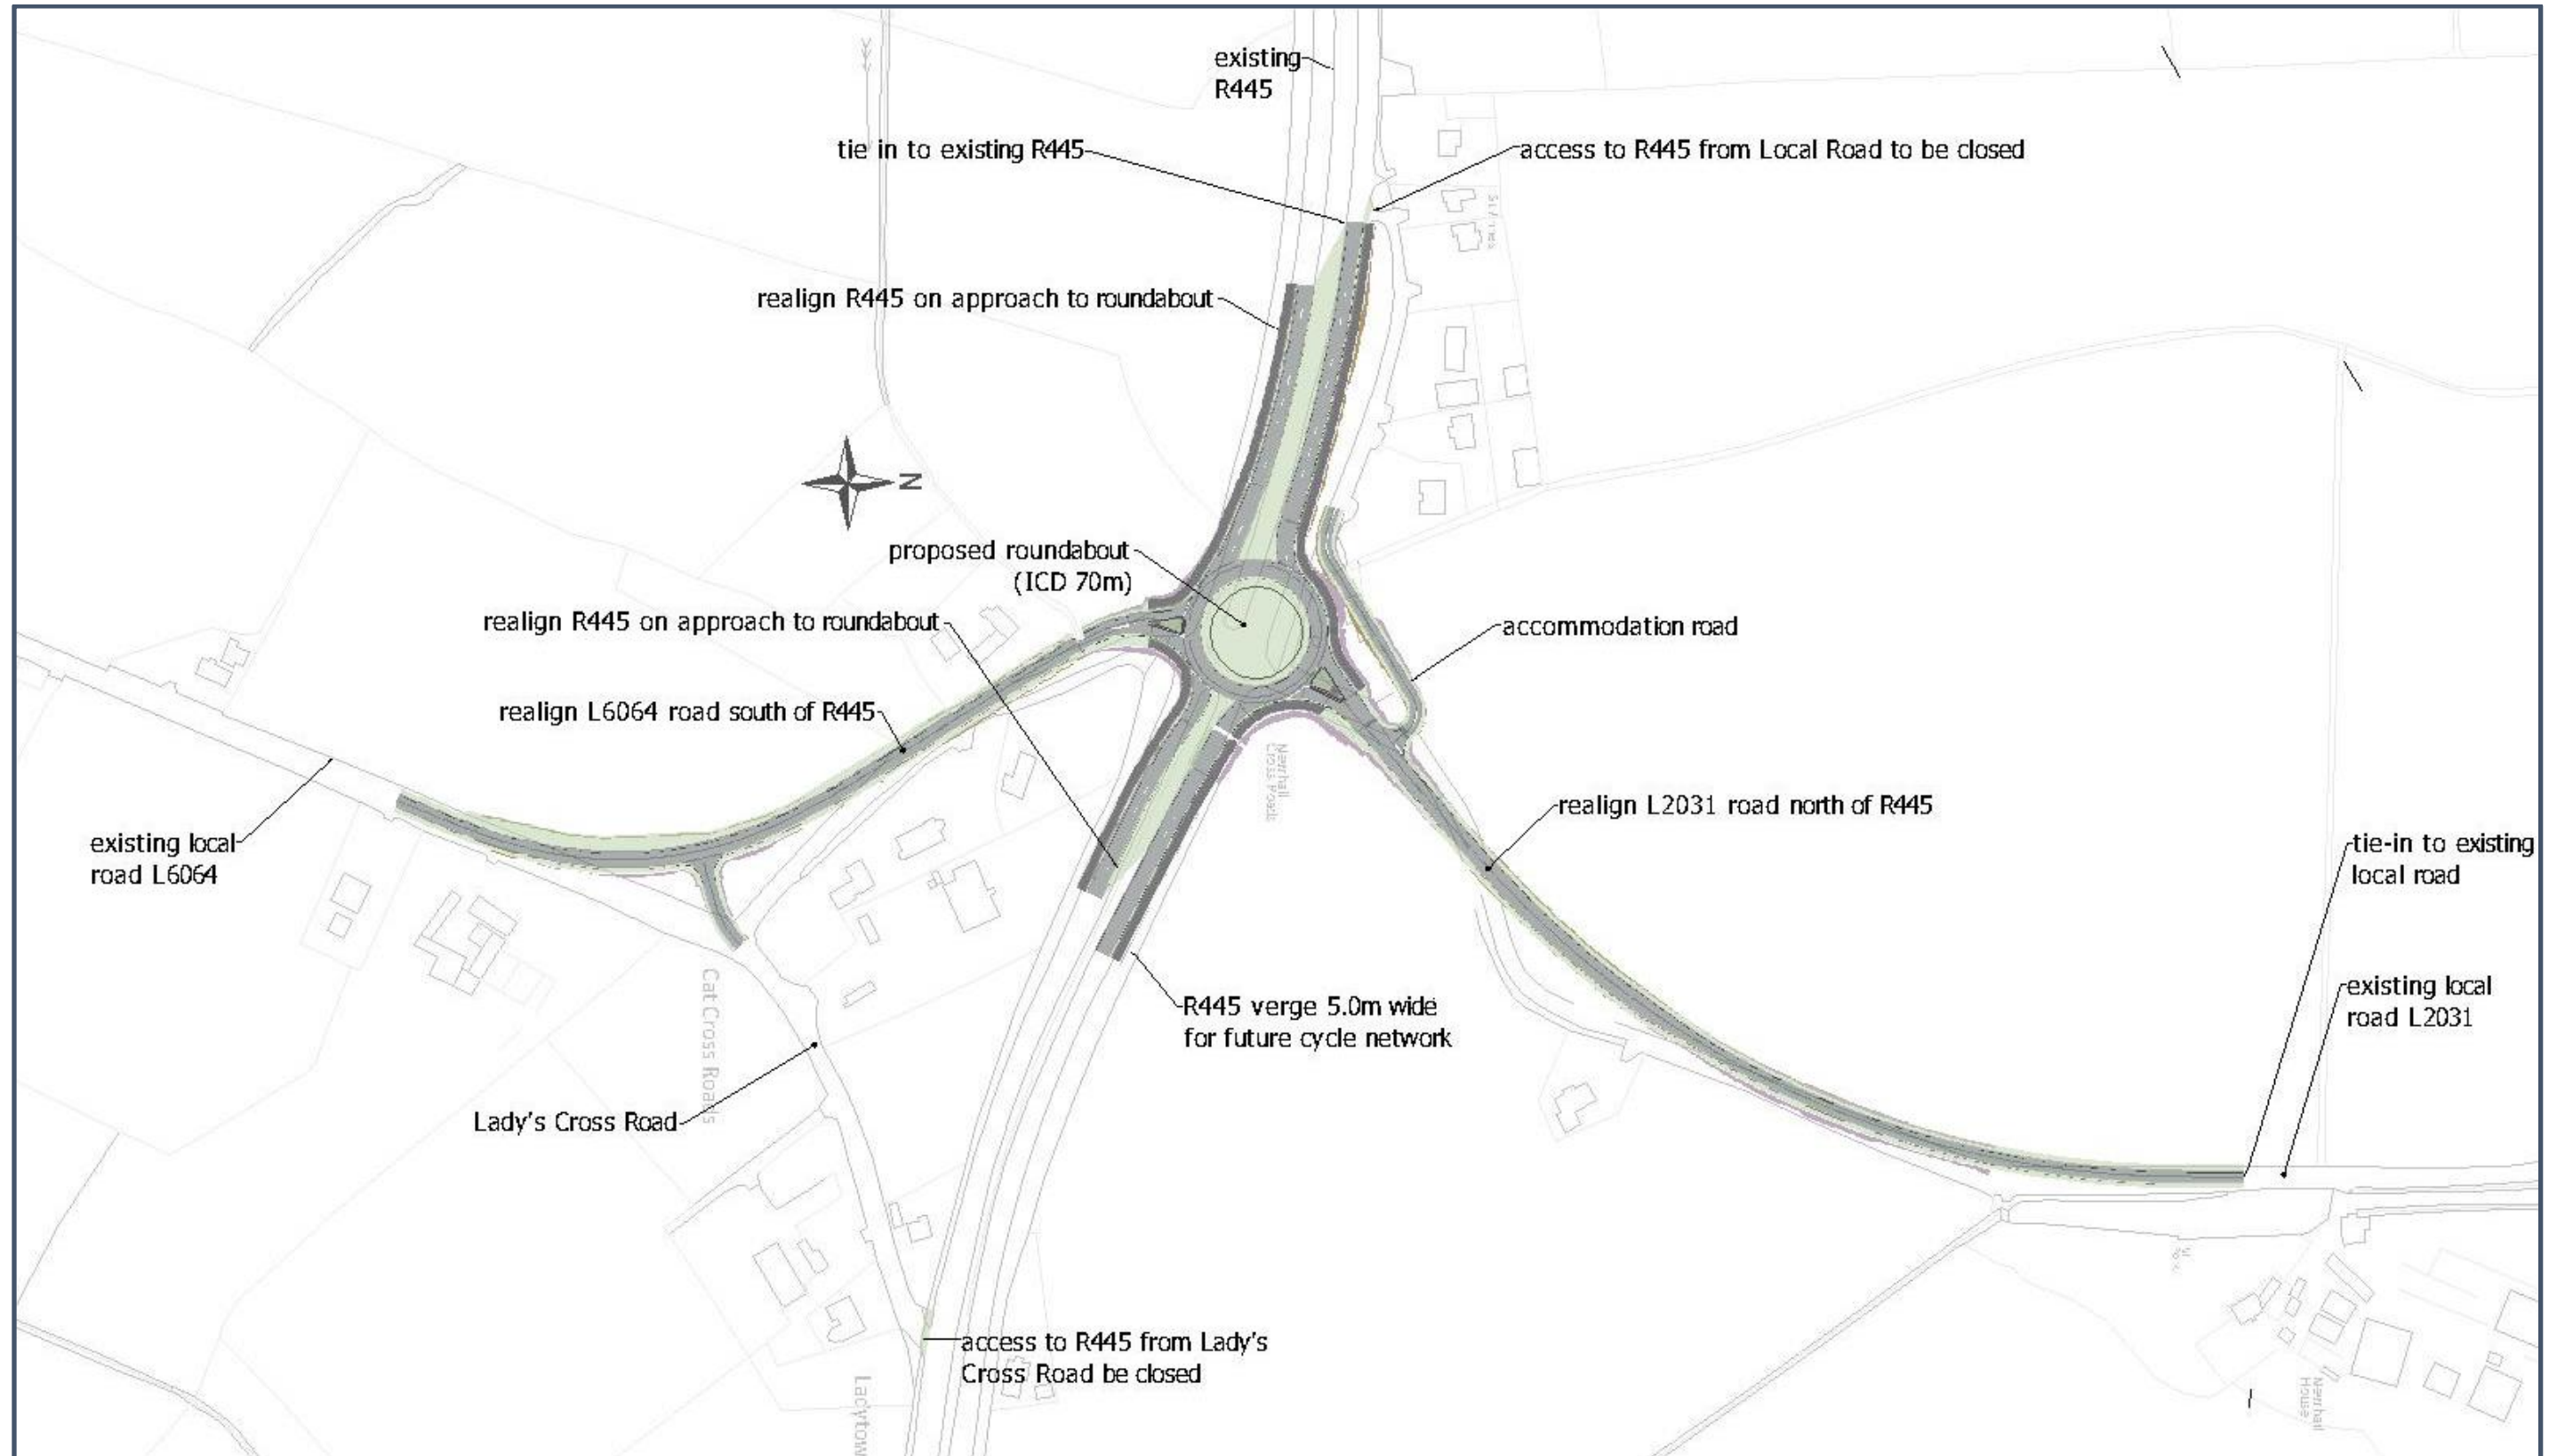 existing
R445
tie in to existing R445
access to R445 from Local Road to be closed
realign R445 on approach to roundabout
N
proposed roundabout
(ICD 70m)
realign R445 on approach to roundabout
accommodation road
realign L6064 road south of R445
Newhall
Cross Roads
realign L2031 road north of R445
existing local
road L6064
tie-in to existing
local road
Cat Cross Roads
existing local
road L2031
R445 verge 5.0m wide
for future cycle network
Lady's Cross Road
access to R445 from Lady's
Cross Road be closed
Ladytow
Newhall
House